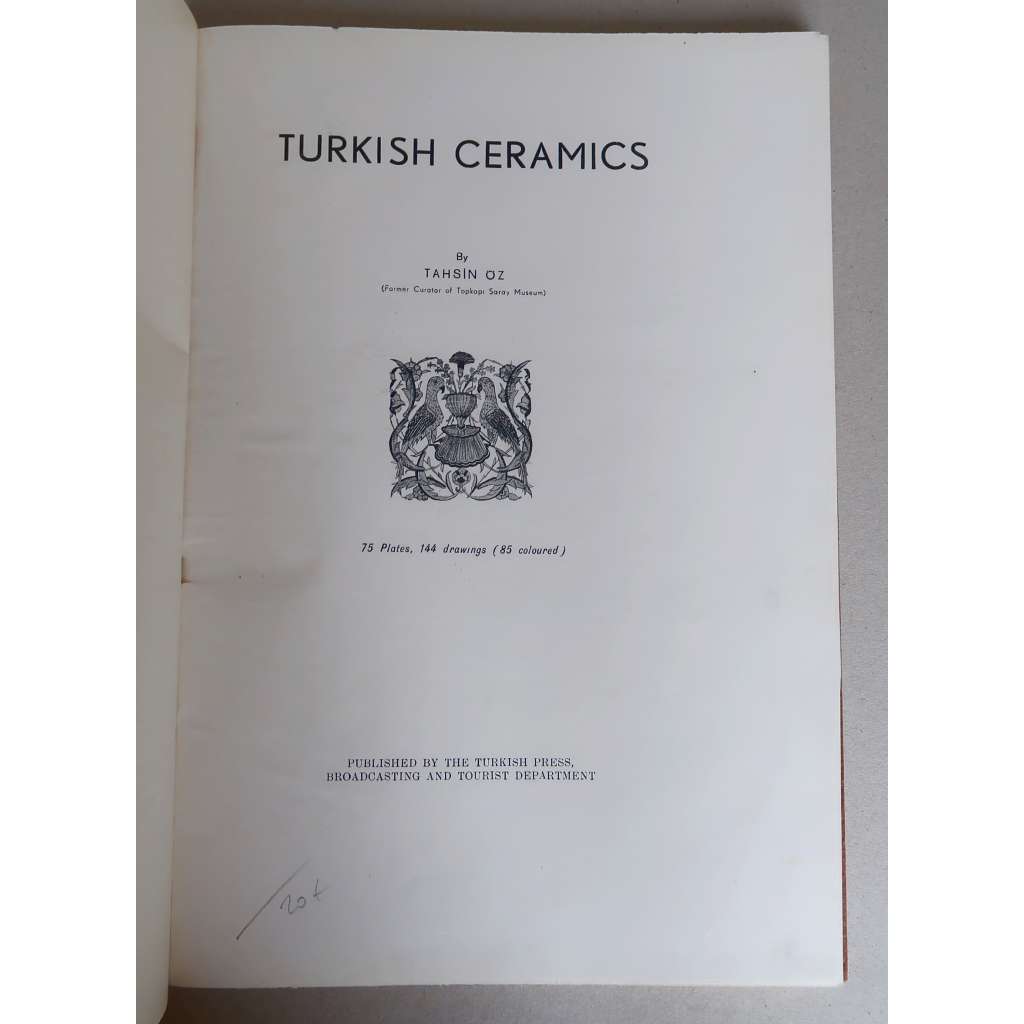 TURKISH CERAMICS
By
TAHSİN ÖZ
(Former Curator of Topkapı Saray Museum)
75 Plates, 144 drawıngs (85 coloured)
PUBLISHED BY THE TURKISH PRESS,
BROADCASTING AND TOURIST DEPARTMENT